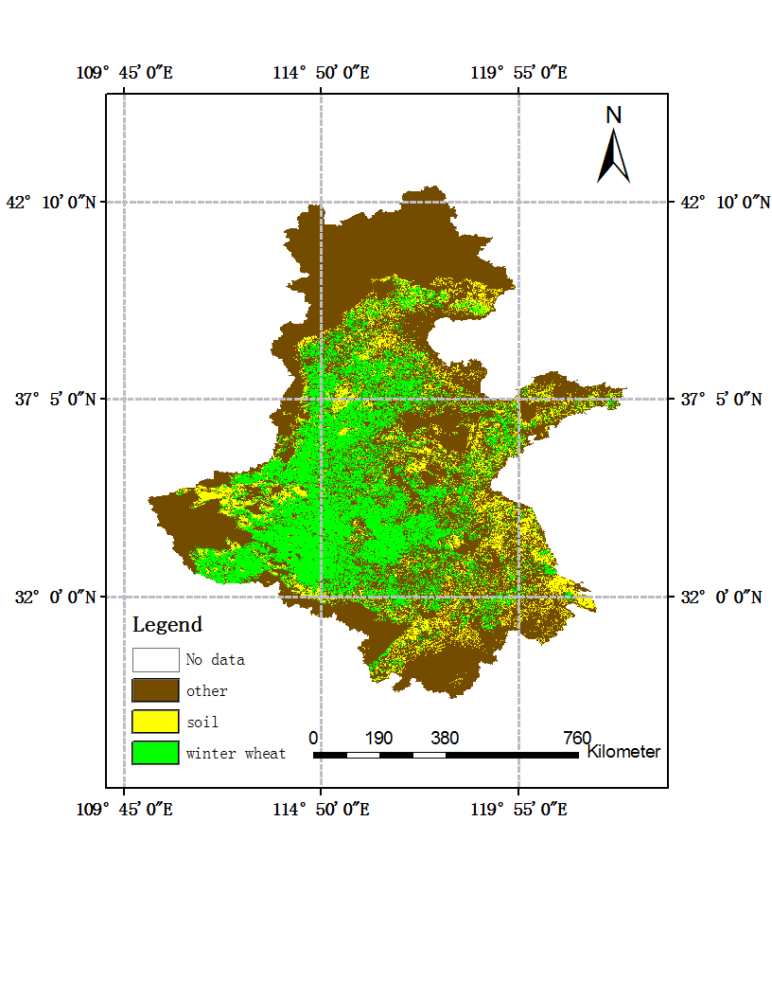 109° 45′0″E 114° 50′0″E 119° 55′0″E
N
42° 10′0″N 42° 10′0″N
37° 5′0″N 37° 5′0″N
32° 0′0″N 32° 0′0″N
Legend
No data
other
soil
winter wheat
0 190 380 760
Kilometer
109° 45′0″E 114° 50′0″E 119° 55′0″E